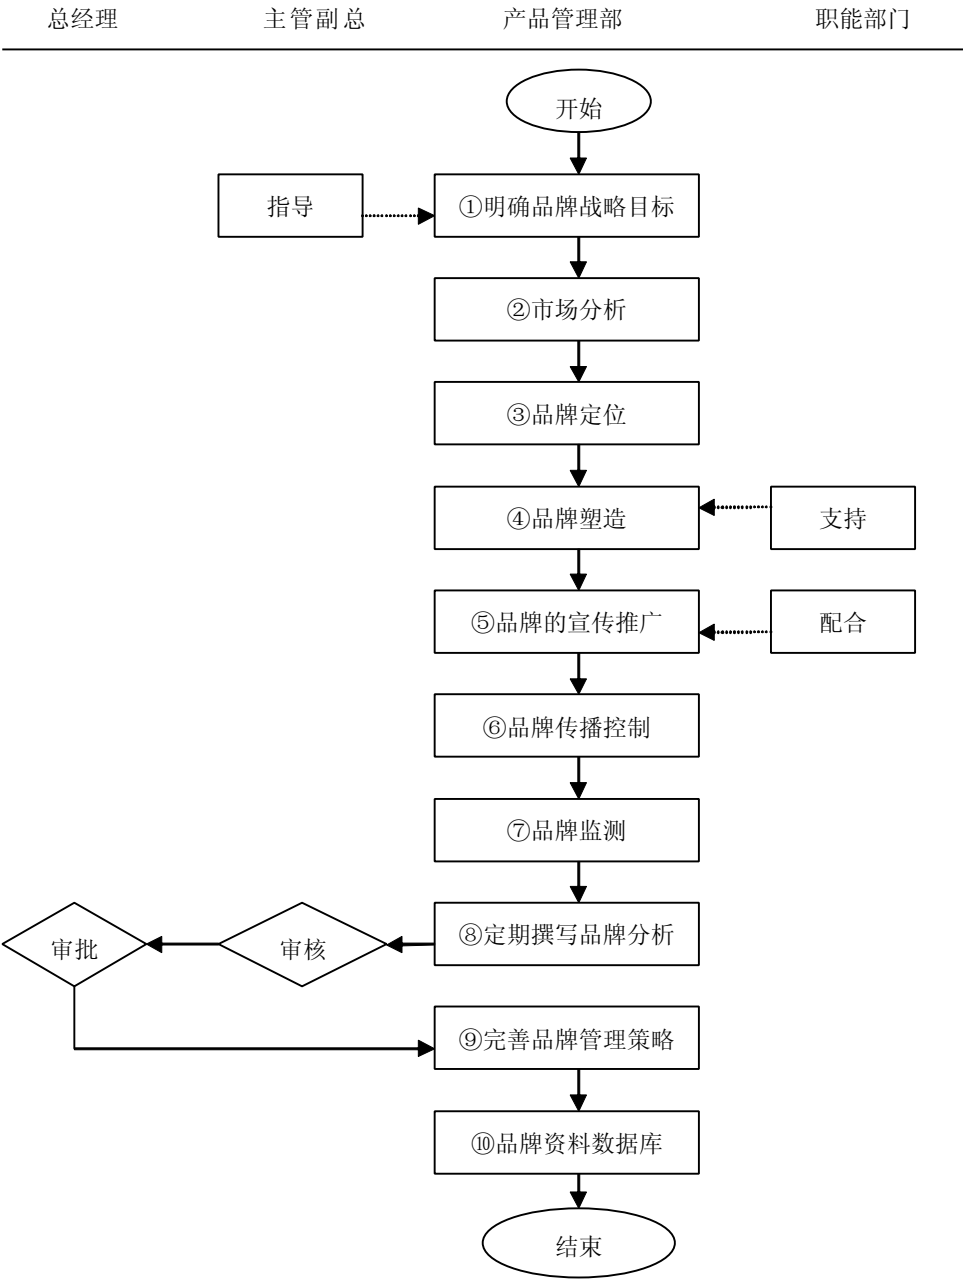 总经理 主管副总 产品管理部 职能部门
开始
指导 ①明确品牌战略目标
②市场分析
③品牌定位
④品牌塑造 支持
⑤品牌的宣传推广 配合
⑥品牌传播控制
⑦品牌监测
审批 审核 ⑧定期撰写品牌分析
⑨完善品牌管理策略
⑩品牌资料数据库
结束